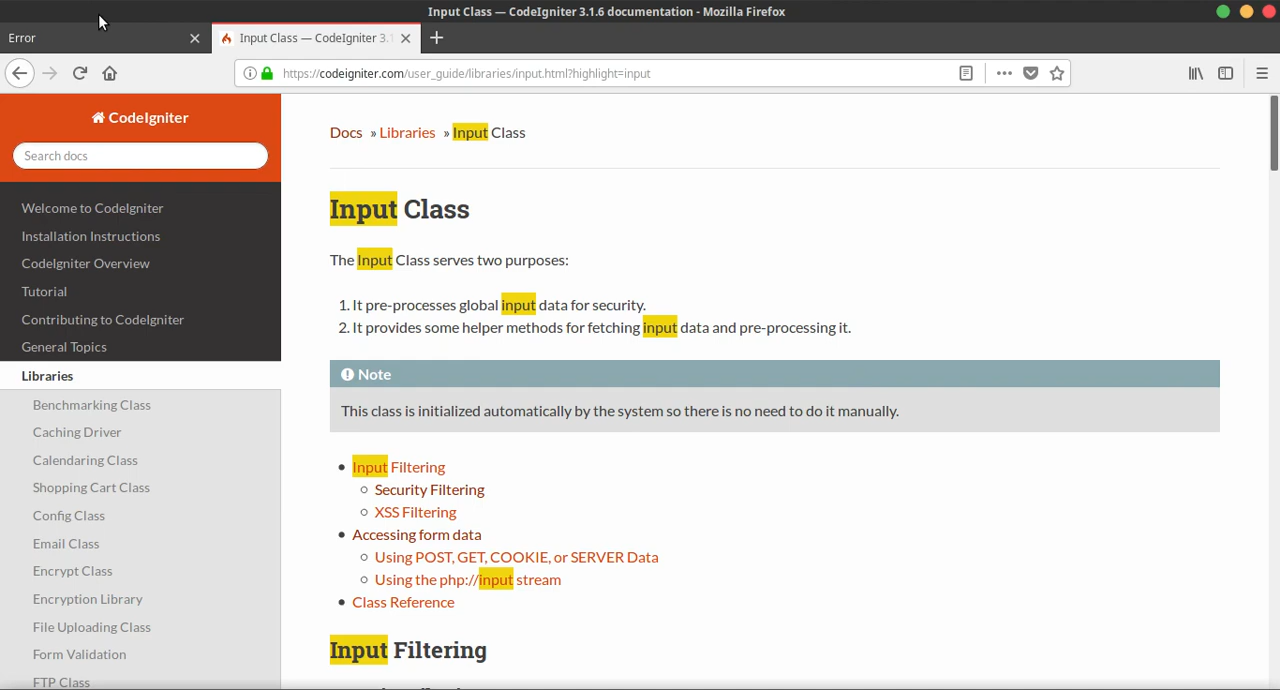 Input Class — CodeIgniter 3.1.6 documentation - Mozilla Firefox
Error
Input Class — CodeIgniter 3.1
https://codeigniter.com/user_guide/libraries/input.html?highlight=input
CodeIgniter
Search docs
Welcome to CodeIgniter
Installation Instructions
CodeIgniter Overview
Tutorial
Contributing to CodeIgniter
General Topics
Libraries
Benchmarking Class
Caching Driver
Calendaring Class
Shopping Cart Class
Config Class
Email Class
Encrypt Class
Encryption Library
File Uploading Class
Form Validation
FTP Class
Docs » Libraries » Input Class
Input Class
The Input Class serves two purposes:
1. It pre-processes global input data for security.
2. It provides some helper methods for fetching input data and pre-processing it.
Note
This class is initialized automatically by the system so there is no need to do it manually.
Input Filtering
Security Filtering
XSS Filtering
Accessing form data
Using POST, GET, COOKIE, or SERVER Data
Using the php://input stream
Class Reference
Input Filtering